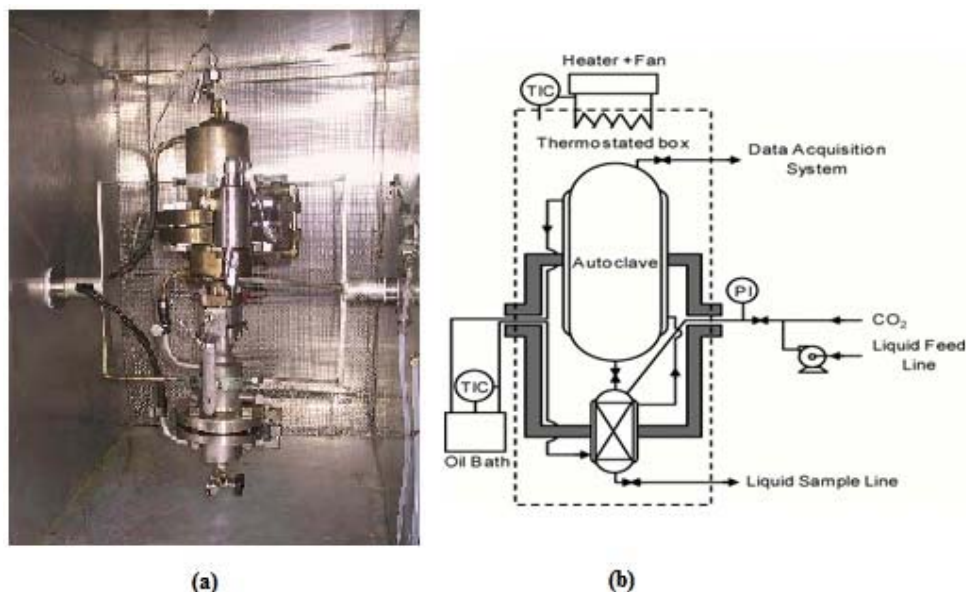 Heater +Fan
TIC
Thermostated box
Data Acquisition
System
Autoclave
PI
CO₂
Liquid Feed
Line
TIC
Oil Bath
Liquid Sample Line
(a)
(b)